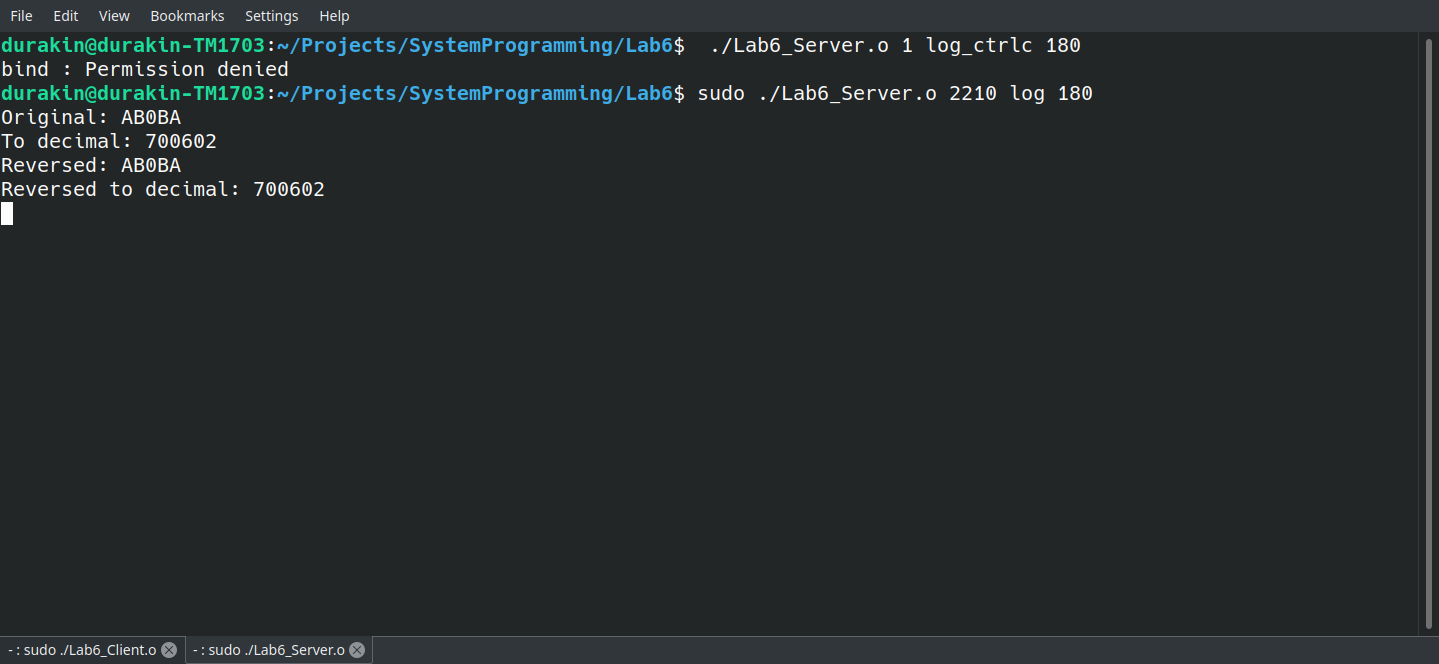 File Edit View Bookmarks Settings Help
durakin@durakin-TM1703:~/Projects/SystemProgramming/Lab6$  ./Lab6_Server.o 1 log_ctrlc 180
bind : Permission denied
durakin@durakin-TM1703:~/Projects/SystemProgramming/Lab6$ sudo ./Lab6_Server.o 2210 log 180
Original: AB0BA
To decimal: 700602
Reversed: AB0BA
Reversed to decimal: 700602
- : sudo ./Lab6_Client.o - : sudo ./Lab6_Server.o